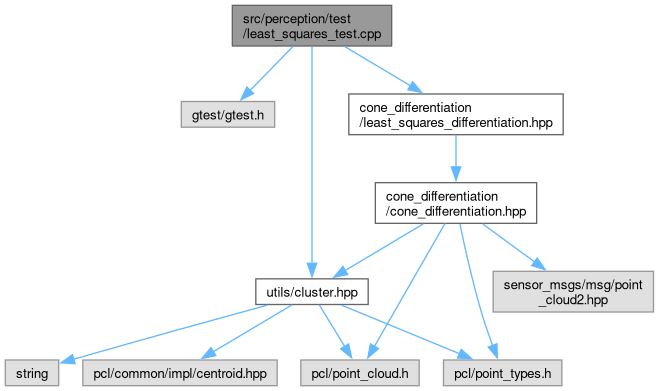 src/perception/test
/least_squares_test.cpp
gtest/gtest.h
cone_differentiation
/least_squares_differentiation.hpp
cone_differentiation
/cone_differentiation.hpp
utils/cluster.hpp
sensor_msgs/msg/point
_cloud2.hpp
string
pcl/common/impl/centroid.hpp
pcl/point_cloud.h
pcl/point_types.h